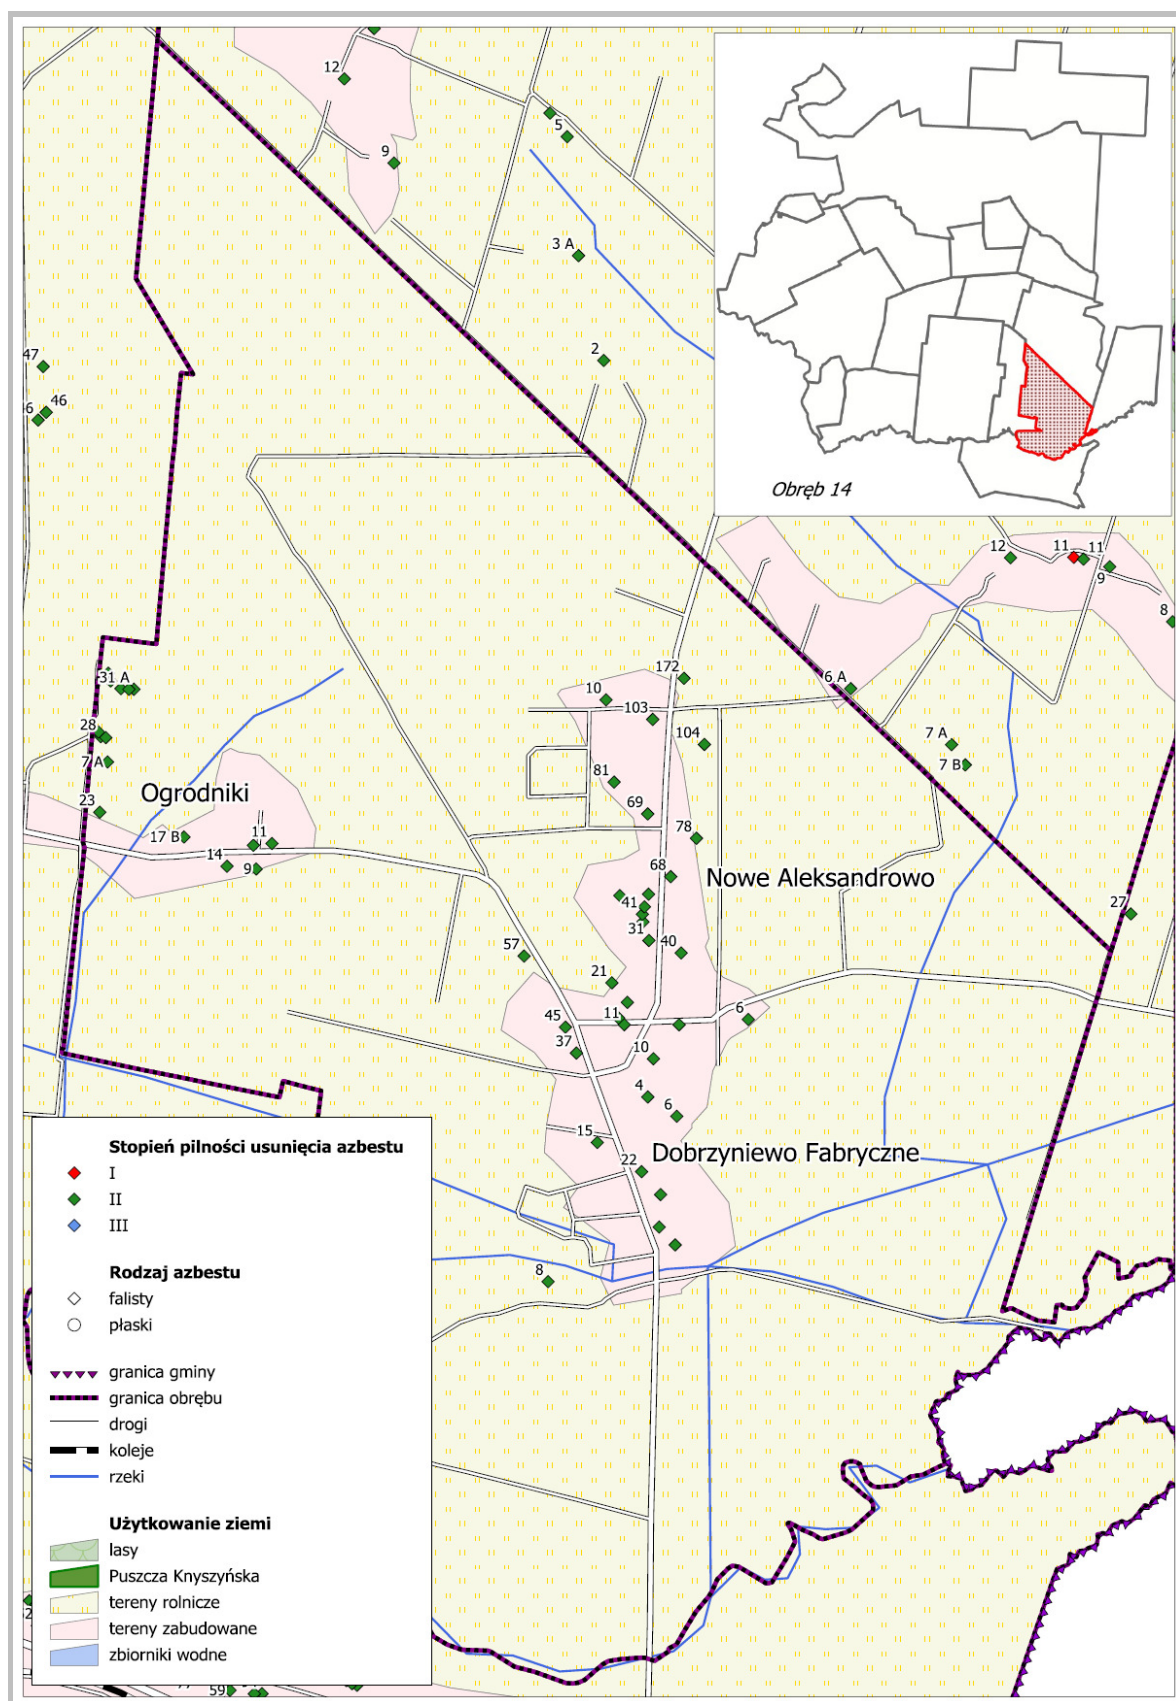 12
5
9
3 A
47
2
46
46
Obręb 14
12
11
11
9
8
172
31 A
10
6 A
103
28
104
7 A
7 A
7 B
81
Ogrodniki
23
69
17 B
11
78
14
9
68
Nowe Aleksandrowo
41
27
31
40
57
21
45
11
6
37
10
4
6
15
22
Dobrzyniewo Fabryczne
8
Stopień pilności usunięcia azbestu
I
II
III
Rodzaj azbestu
falisty
płaski
granica gminy
granica obrębu
drogi
koleje
rzeki
Użytkowanie ziemi
lasy
Puszcza Knyszyńska
tereny rolnicze
tereny zabudowane
zbiorniki wodne
59